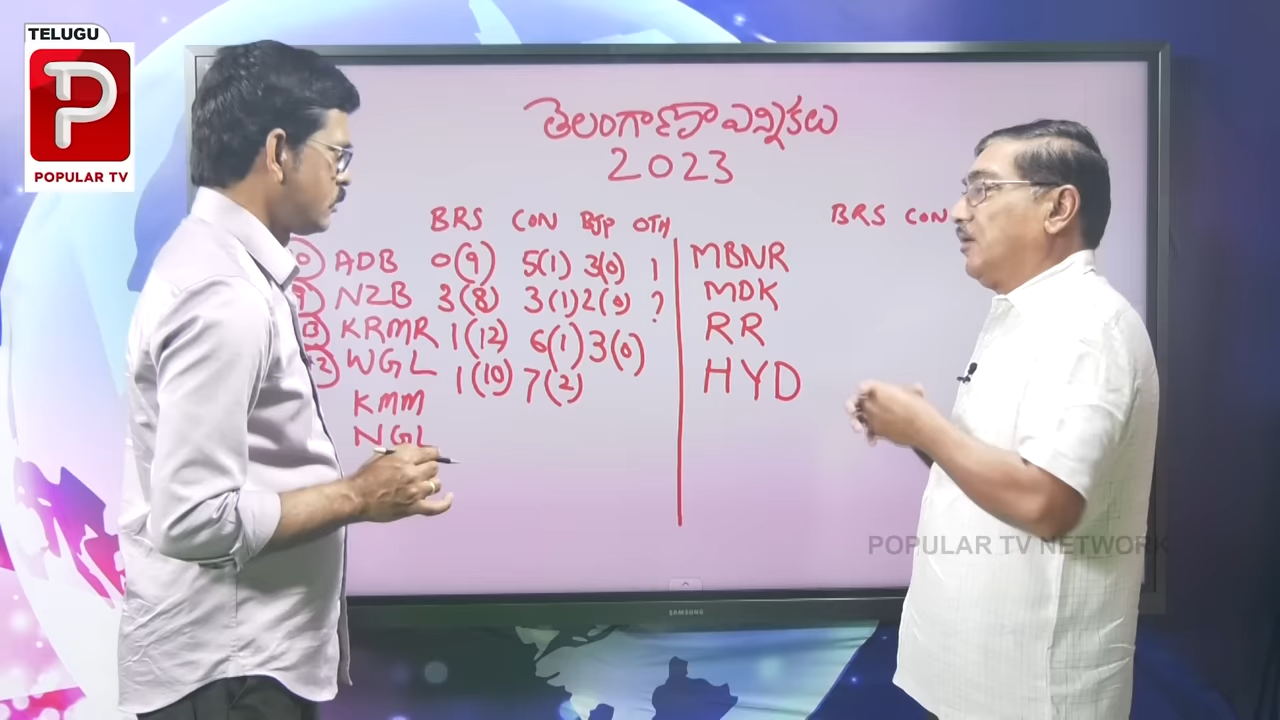 TELUGU
P
POPULAR TV
తెలంగాణా ఎన్నికలు
2023
BRS CON BJP OTH
ADB 0(9) 5(1) 3(0) 1
NZB 3(8) 3(1) 2(0) ?
KRMR 1(12) 6(1) 3(0)
WGL 1(10) 7(2)
KMM
NGL
BRS CON
MBNR
MDK
RR
HYD
POPULAR TV NETWORK
SAMSUNG